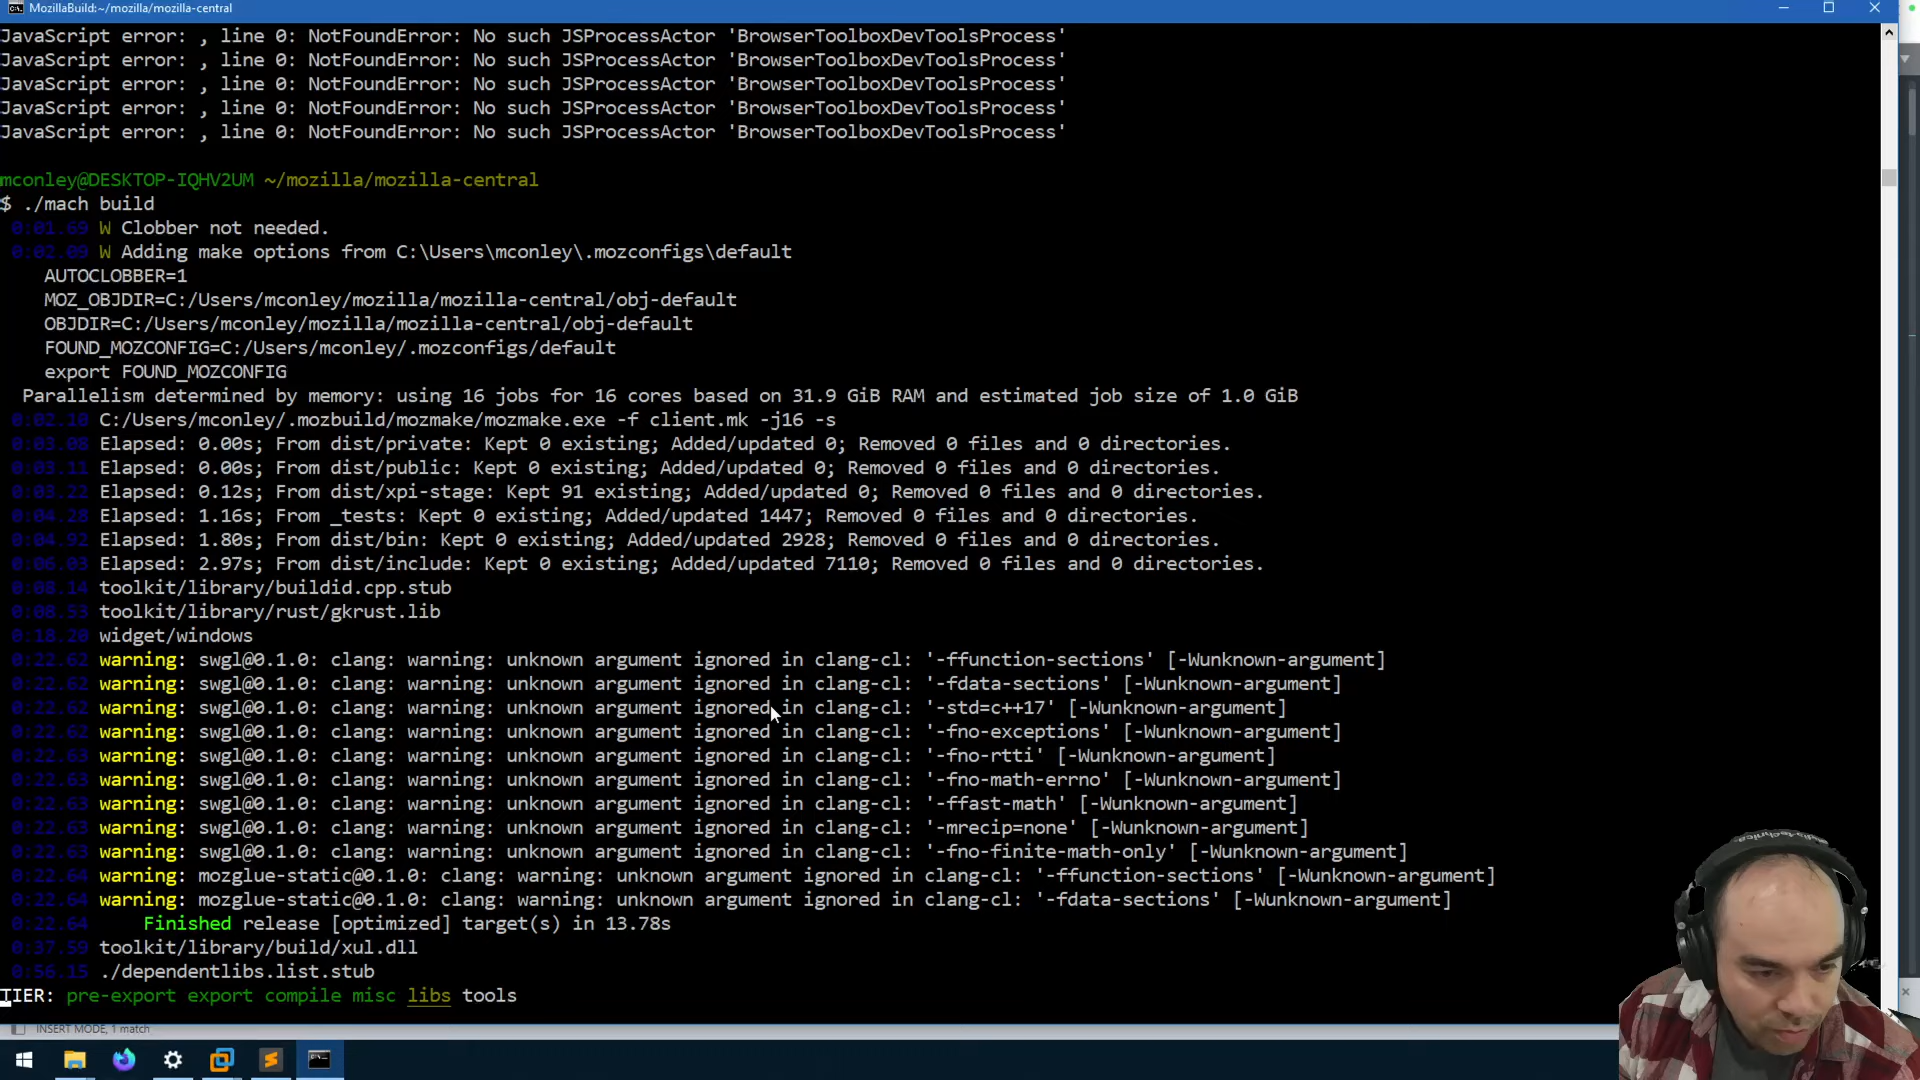 MozillaBuild:~/mozilla/mozilla-central
JavaScript error: , line 0: NotFoundError: No such JSProcessActor 'BrowserToolboxDevToolsProcess'
JavaScript error: , line 0: NotFoundError: No such JSProcessActor 'BrowserToolboxDevToolsProcess'
JavaScript error: , line 0: NotFoundError: No such JSProcessActor 'BrowserToolboxDevToolsProcess'
JavaScript error: , line 0: NotFoundError: No such JSProcessActor 'BrowserToolboxDevToolsProcess'
JavaScript error: , line 0: NotFoundError: No such JSProcessActor 'BrowserToolboxDevToolsProcess'
mconley@DESKTOP-IQHV2UM ~/mozilla/mozilla-central
$ ./mach build
0:01.69 W Clobber not needed.
0:02.09 W Adding make options from C:\Users\mconley\.mozconfigs\default
AUTOCLOBBER=1
MOZ_OBJDIR=C:/Users/mconley/mozilla/mozilla-central/obj-default
OBJDIR=C:/Users/mconley/mozilla/mozilla-central/obj-default
FOUND_MOZCONFIG=C:/Users/mconley/.mozconfigs/default
export FOUND_MOZCONFIG
Parallelism determined by memory: using 16 jobs for 16 cores based on 31.9 GiB RAM and estimated job size of 1.0 GiB
0:02.10 C:/Users/mconley/.mozbuild/mozmake/mozmake.exe -f client.mk -j16 -s
0:03.08 Elapsed: 0.00s; From dist/private: Kept 0 existing; Added/updated 0; Removed 0 files and 0 directories.
0:03.11 Elapsed: 0.00s; From dist/public: Kept 0 existing; Added/updated 0; Removed 0 files and 0 directories.
0:03.22 Elapsed: 0.12s; From dist/xpi-stage: Kept 91 existing; Added/updated 0; Removed 0 files and 0 directories.
0:04.28 Elapsed: 1.16s; From _tests: Kept 0 existing; Added/updated 1447; Removed 0 files and 0 directories.
0:04.92 Elapsed: 1.80s; From dist/bin: Kept 0 existing; Added/updated 2928; Removed 0 files and 0 directories.
0:06.03 Elapsed: 2.97s; From dist/include: Kept 0 existing; Added/updated 7110; Removed 0 files and 0 directories.
0:08.14 toolkit/library/buildid.cpp.stub
0:08.53 toolkit/library/rust/gkrust.lib
0:18.20 widget/windows
0:22.62 warning: swgl@0.1.0: clang: warning: unknown argument ignored in clang-cl: '-ffunction-sections' [-Wunknown-argument]
0:22.62 warning: swgl@0.1.0: clang: warning: unknown argument ignored in clang-cl: '-fdata-sections' [-Wunknown-argument]
0:22.62 warning: swgl@0.1.0: clang: warning: unknown argument ignored in clang-cl: '-std=c++17' [-Wunknown-argument]
0:22.62 warning: swgl@0.1.0: clang: warning: unknown argument ignored in clang-cl: '-fno-exceptions' [-Wunknown-argument]
0:22.63 warning: swgl@0.1.0: clang: warning: unknown argument ignored in clang-cl: '-fno-rtti' [-Wunknown-argument]
0:22.63 warning: swgl@0.1.0: clang: warning: unknown argument ignored in clang-cl: '-fno-math-errno' [-Wunknown-argument]
0:22.63 warning: swgl@0.1.0: clang: warning: unknown argument ignored in clang-cl: '-ffast-math' [-Wunknown-argument]
0:22.63 warning: swgl@0.1.0: clang: warning: unknown argument ignored in clang-cl: '-mrecip=none' [-Wunknown-argument]
0:22.63 warning: swgl@0.1.0: clang: warning: unknown argument ignored in clang-cl: '-fno-finite-math-only' [-Wunknown-argument]
0:22.64 warning: mozglue-static@0.1.0: clang: warning: unknown argument ignored in clang-cl: '-ffunction-sections' [-Wunknown-argument]
0:22.64 warning: mozglue-static@0.1.0: clang: warning: unknown argument ignored in clang-cl: '-fdata-sections' [-Wunknown-argument]
0:22.64 Finished release [optimized] target(s) in 13.78s
0:37.59 toolkit/library/build/xul.dll
0:56.15 ./dependentlibs.list.stub
TIER: pre-export export compile misc libs tools
INSERT MODE, 1 match